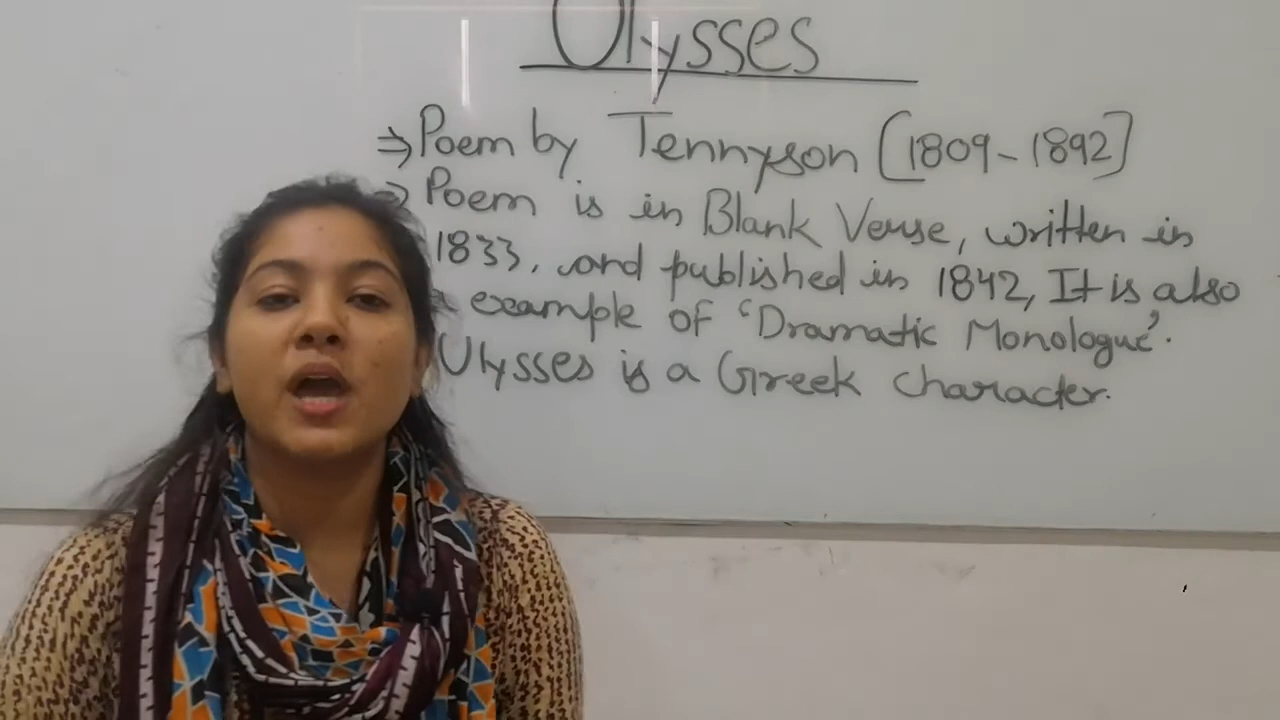 Ulysses
⇒ Poem by Tennyson [1809-1892]
⇒ Poem is in Blank Verse, written in
1833, and published in 1842, It is also
a example of 'Dramatic Monologue'.
Ulysses is a Greek character.